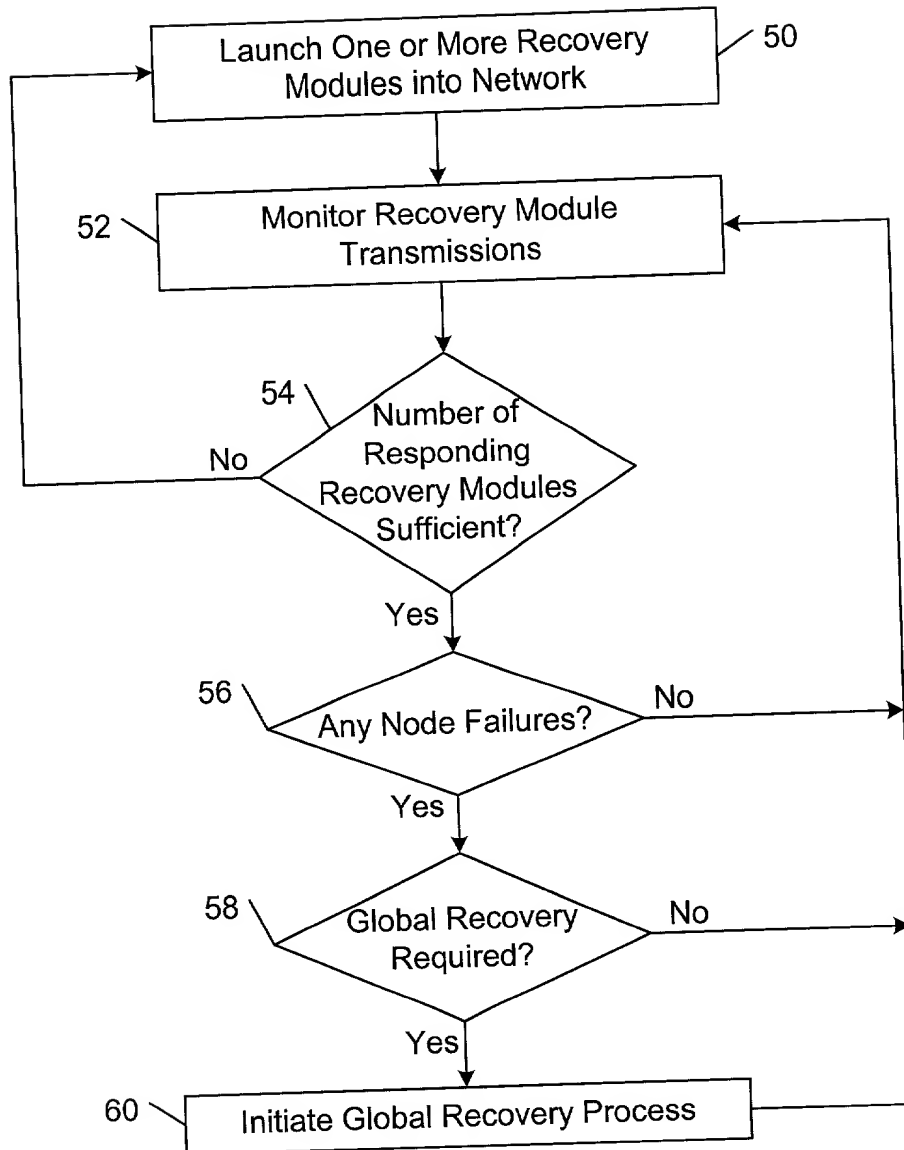 Launch One or More Recovery
Modules into Network
50
52
Monitor Recovery Module
Transmissions
54
Number of
Responding
Recovery Modules
Sufficient?
No
Yes
56
Any Node Failures?
No
Yes
58
Global Recovery
Required?
No
Yes
60
Initiate Global Recovery Process